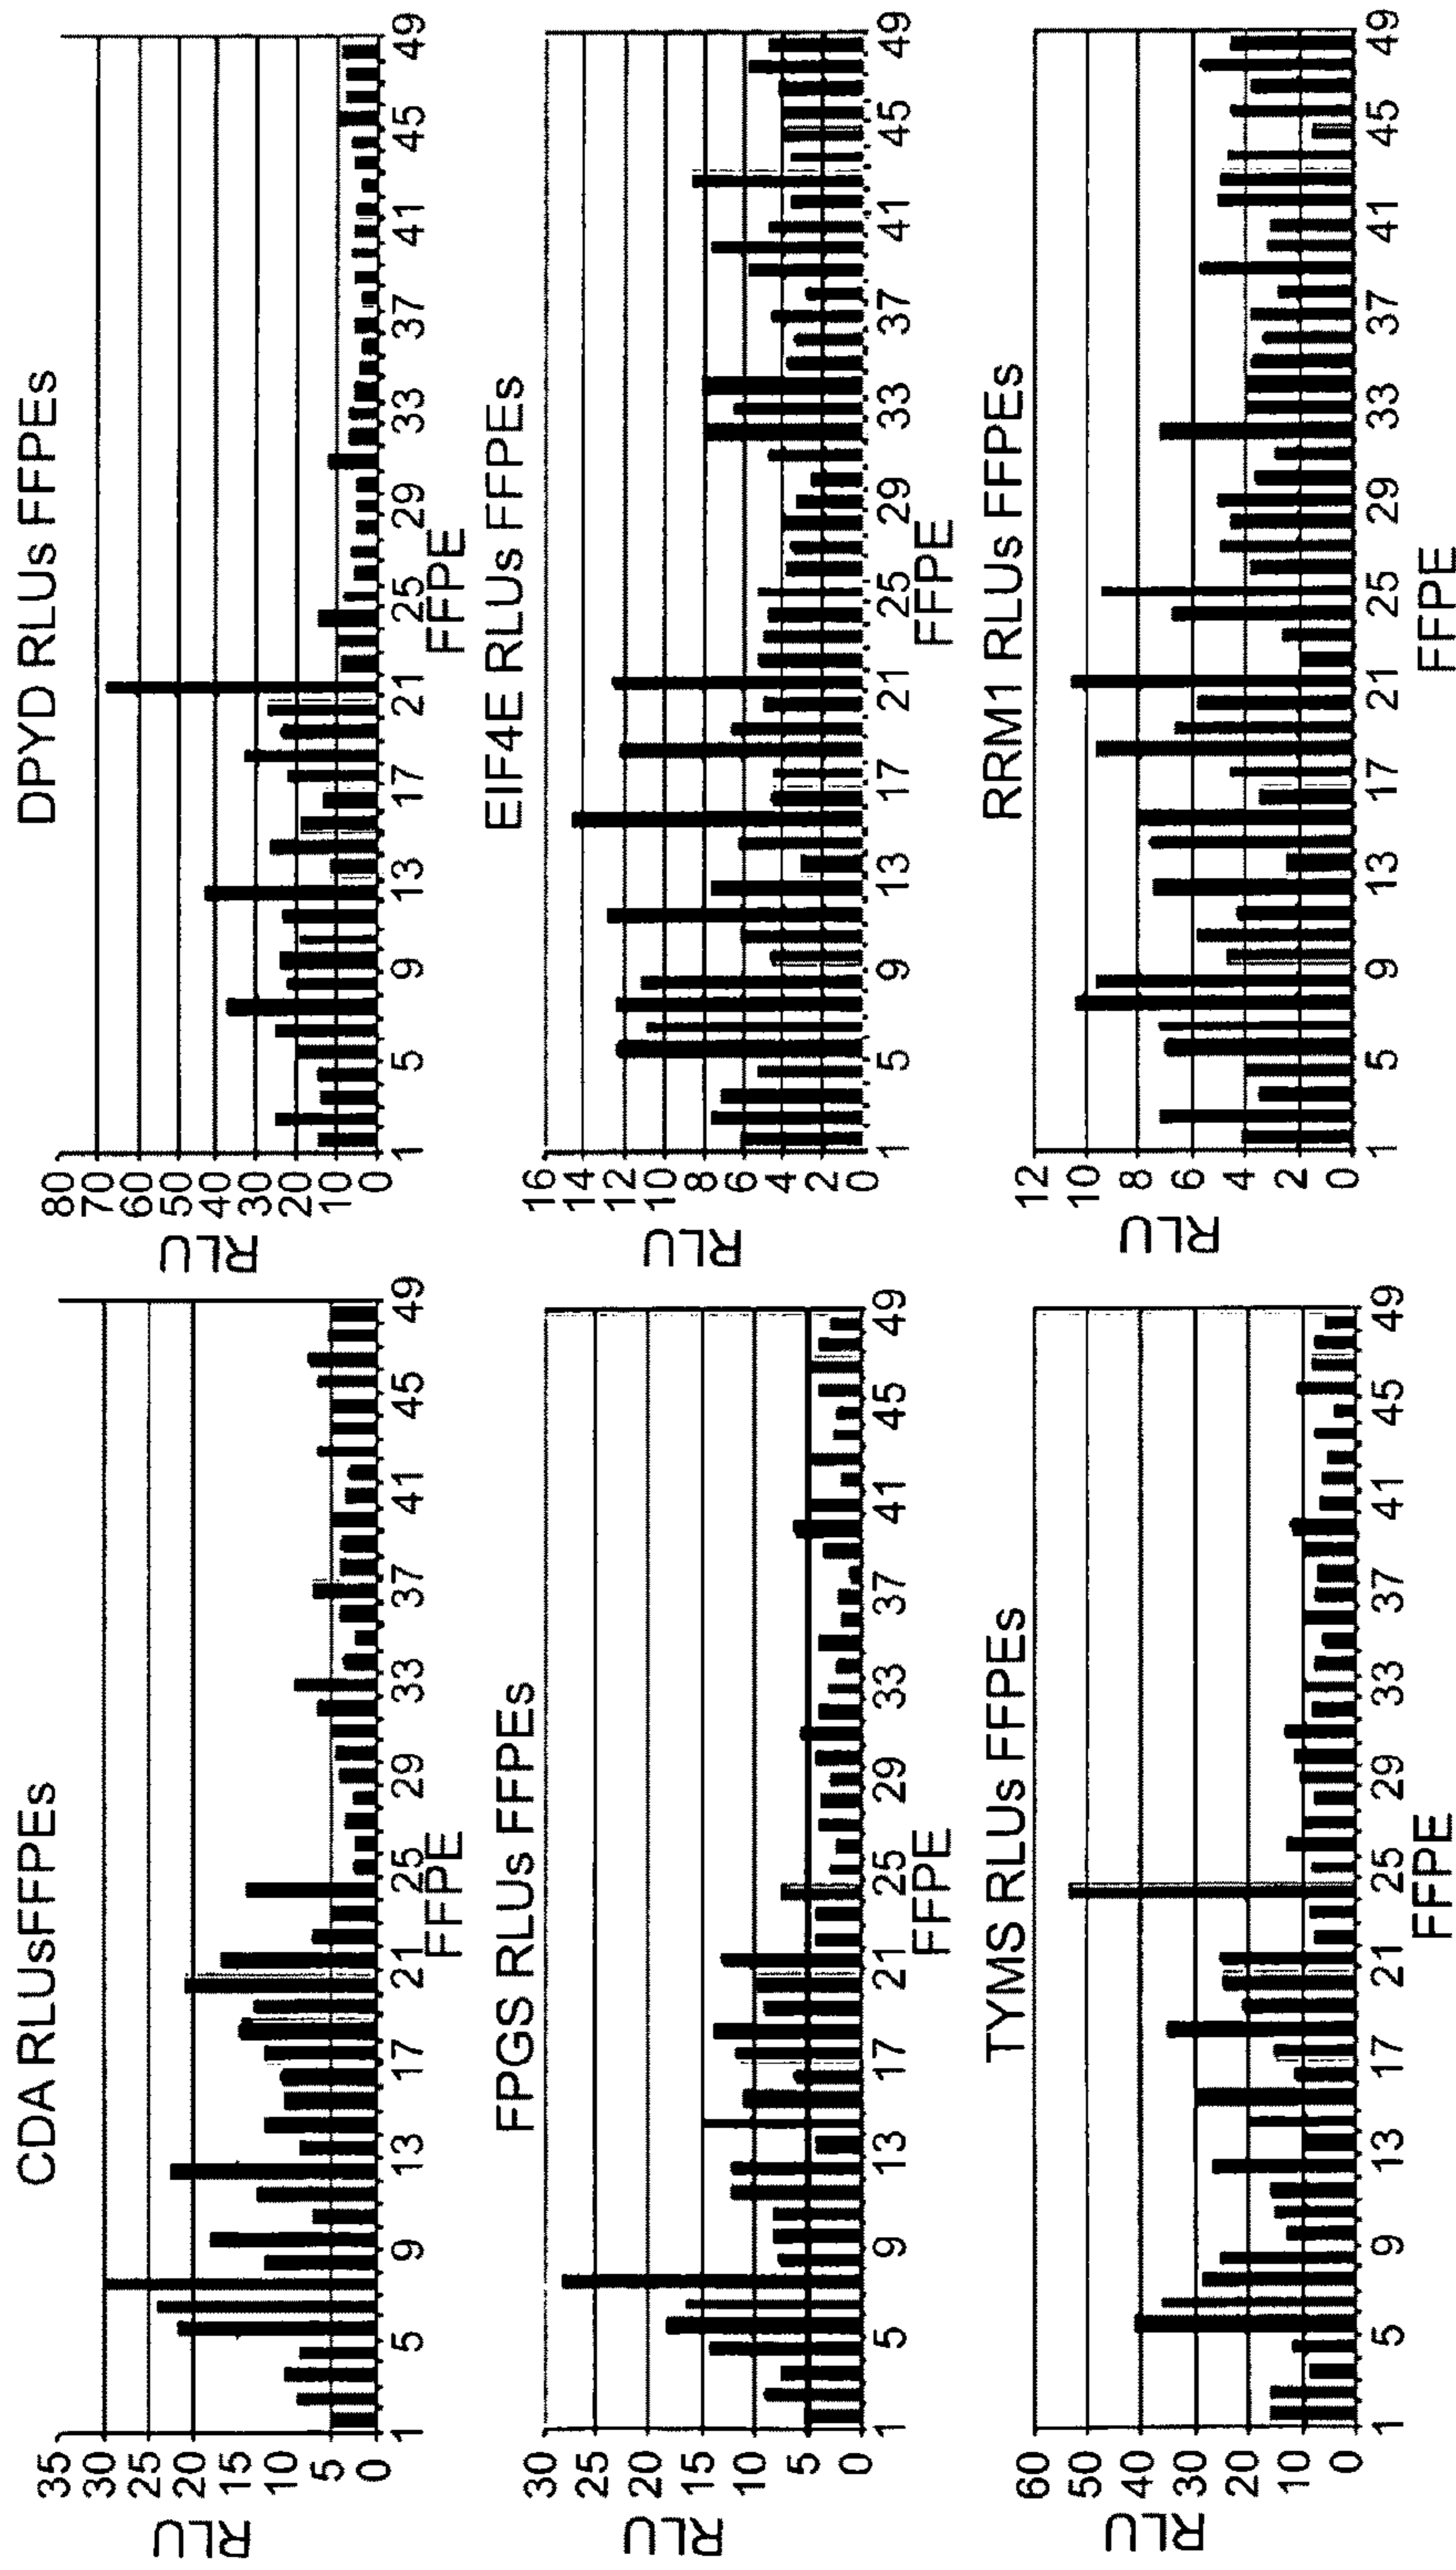 CDA RLUsFFPEs
RLU
35
30
25
20
15
10
5
0
1 5 9 13 17 21 25 29 33 37 41 45 49
FFPE
DPYD RLUs FFPEs
RLU
80
70
60
50
40
30
20
10
0
1 5 9 13 17 21 25 29 33 37 41 45 49
FFPE
FPGS RLUs FFPEs
RLU
30
25
20
15
10
5
0
1 5 9 13 17 21 25 29 33 37 41 45 49
FFPE
EIF4E RLUs FFPEs
RLU
16
14
12
10
8
6
4
2
0
1 5 9 13 17 21 25 29 33 37 41 45 49
FFPE
TYMS RLUs FFPEs
RLU
60
50
40
30
20
10
0
1 5 9 13 17 21 25 29 33 37 41 45 49
FFPE
RRM1 RLUs FFPEs
RLU
12
10
8
6
4
2
0
1 5 9 13 17 21 25 29 33 37 41 45 49
FFPE